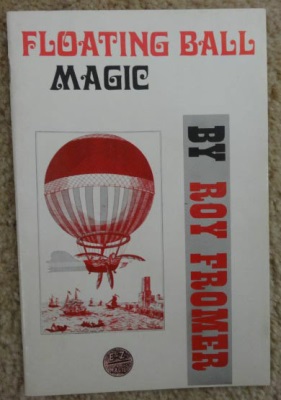 FLOATING BALL
MAGIC
BY ROY FROMER